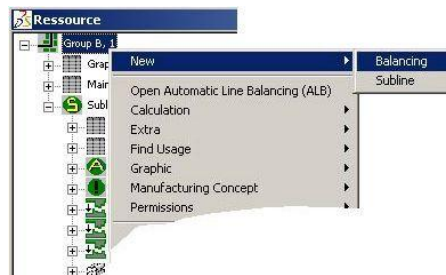 Ressource
Group B, 1
Grap
Main
Subl
New
Open Automatic Line Balancing (ALB)
Calculation
Extra
Find Usage
Graphic
Manufacturing Concept
Permissions
Balancing
Subline